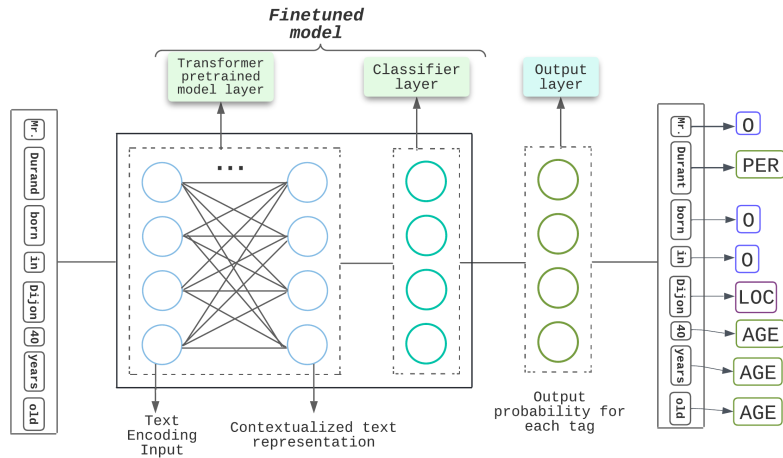 Finetuned
model
Transformer
pretrained
model layer
Classifier
layer
Output
layer
Mr.
Durand
born
in
Dijon
40
years
old
...
Text
Encoding
Input
Contextualized text
representation
Output
probability for
each tag
Mr.
O
Durant
PER
born
O
in
O
Dijon
LOC
40
AGE
years
AGE
old
AGE